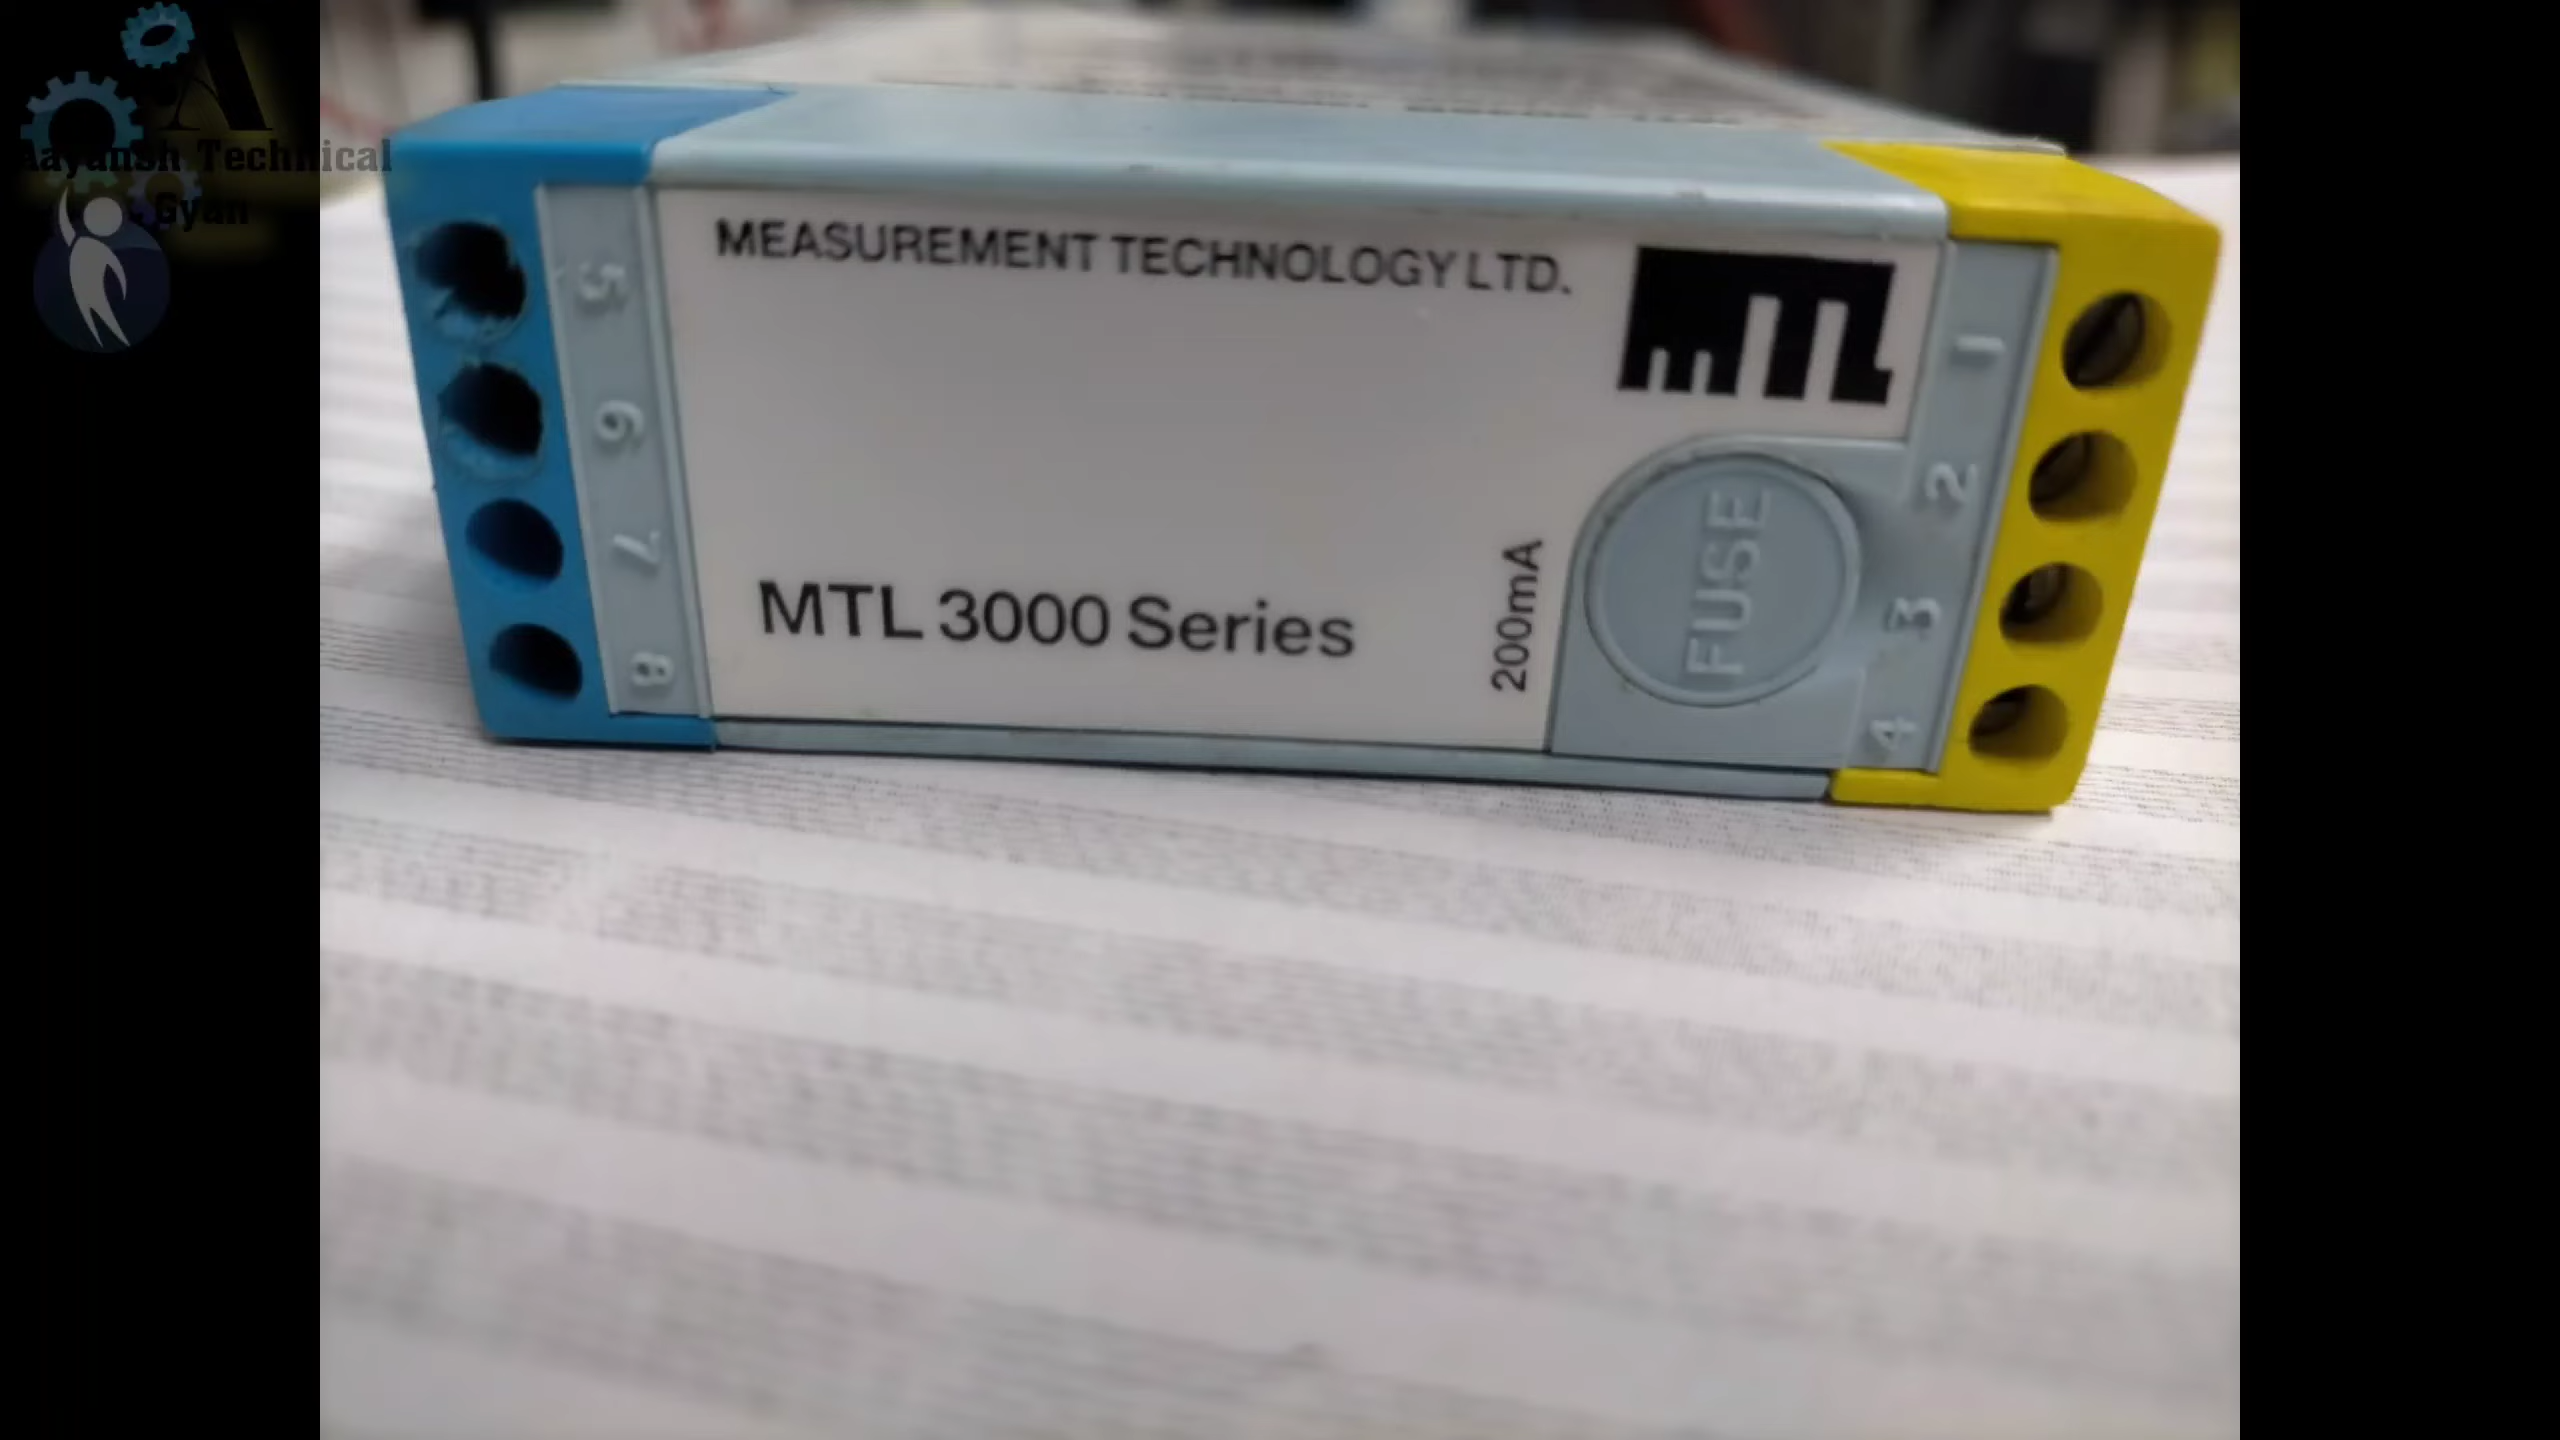 Aayansh Technical
Gyan
MEASUREMENT TECHNOLOGY LTD.
MTL
MTL 3000 Series
200mA
FUSE
5
6
7
8
1
2
3
4